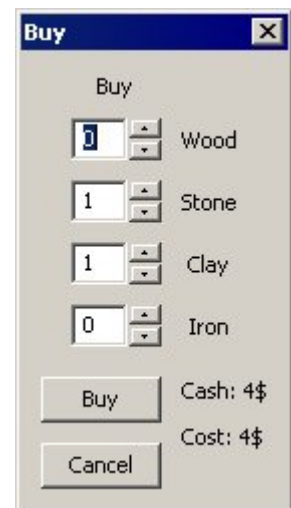 Buy
Buy
0 Wood
1 Stone
1 Clay
0 Iron
Buy Cash: 4$
Cost: 4$
Cancel